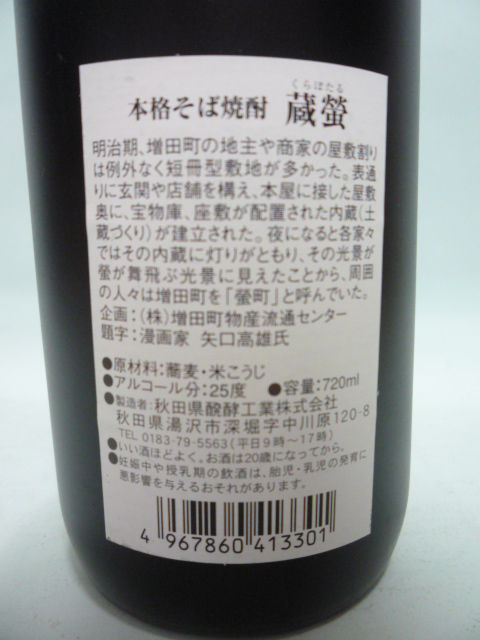 くらぼたる
本格そば焼酎 蔵螢
明治期、増田町の地主や商家の屋敷割り
は例外なく短冊型敷地が多かった。表通
りに玄関や店舗を構え、本屋に接した屋敷
奥に、宝物庫、座敷が配置された内蔵(土
蔵づくり)が建立された。夜になると各家々
ではその内蔵に灯りがともり、その光景が
螢が舞飛ぶ光景に見えたことから、周囲
の人々は増田町を「螢町」と呼んでいた。
企画：(株)増田町物産流通センター
題字：漫画家 矢口高雄氏
●原材料：蕎麦・米こうじ
●アルコール分：25度 ●容量：720ml
●製造者：秋田県醗酵工業株式会社
秋田県湯沢市深堀字中川原120-8
TEL 0183-79-5563(平日9時〜17時)
●いい酒ほどよく。お酒は20歳になってから。
●妊娠中や授乳期の飲酒は、胎児・乳児の発育に
悪影響を与えるおそれがあります。
4 967860 413301